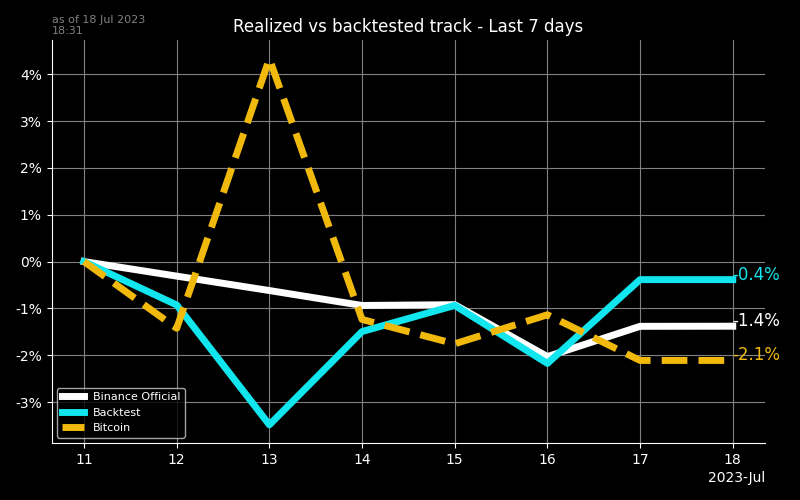 as of 18 Jul 2023
18:31
Realized vs backtested track - Last 7 days
4%
3%
2%
1%
0%
-1%
-2%
-3%
-0.4%
-1.4%
-2.1%
Binance Official
Backtest
Bitcoin
11 12 13 14 15 16 17 18
2023-Jul